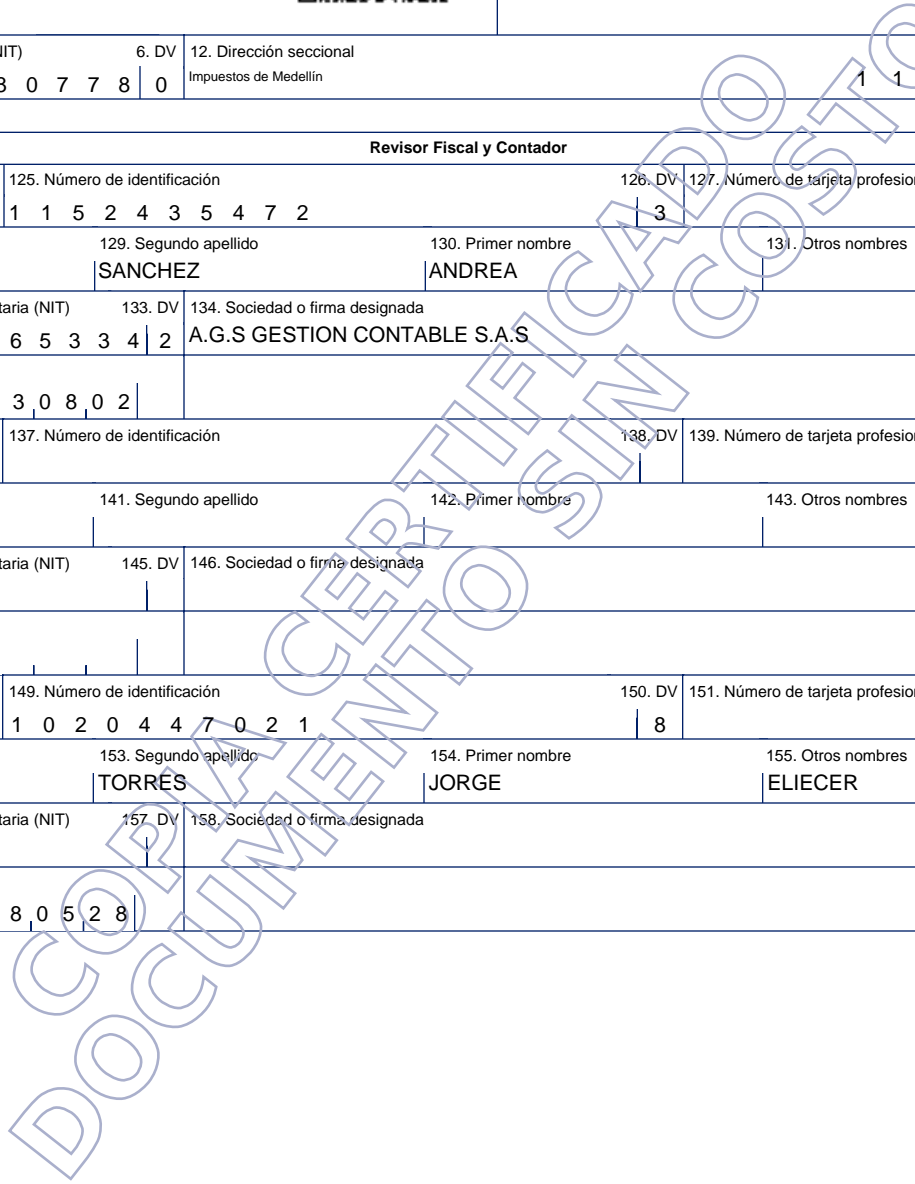 NIT) 6. DV 12. Dirección seccional
3 0 7 7 8 0 Impuestos de Medellín 1 1
Revisor Fiscal y Contador
125. Número de identificación 126. DV 127. Número de tarjeta profesion
1 1 5 2 4 3 5 4 7 2 3
129. Segundo apellido 130. Primer nombre 131. Otros nombres
SANCHEZ ANDREA
taria (NIT) 133. DV 134. Sociedad o firma designada
6 5 3 3 4 2 A.G.S GESTION CONTABLE S.A.S
3 0 8 0 2
137. Número de identificación 138. DV 139. Número de tarjeta profesion
141. Segundo apellido 142. Primer nombre 143. Otros nombres
taria (NIT) 145. DV 146. Sociedad o firma designada
149. Número de identificación 150. DV 151. Número de tarjeta profesion
1 0 2 0 4 4 7 0 2 1 8
153. Segundo apellido 154. Primer nombre 155. Otros nombres
TORRES JORGE ELIECER
taria (NIT) 157. DV 158. Sociedad o firma designada
8 0 5 2 8
COPIA CERTIFICADO
DOCUMENTO SIN COSTO